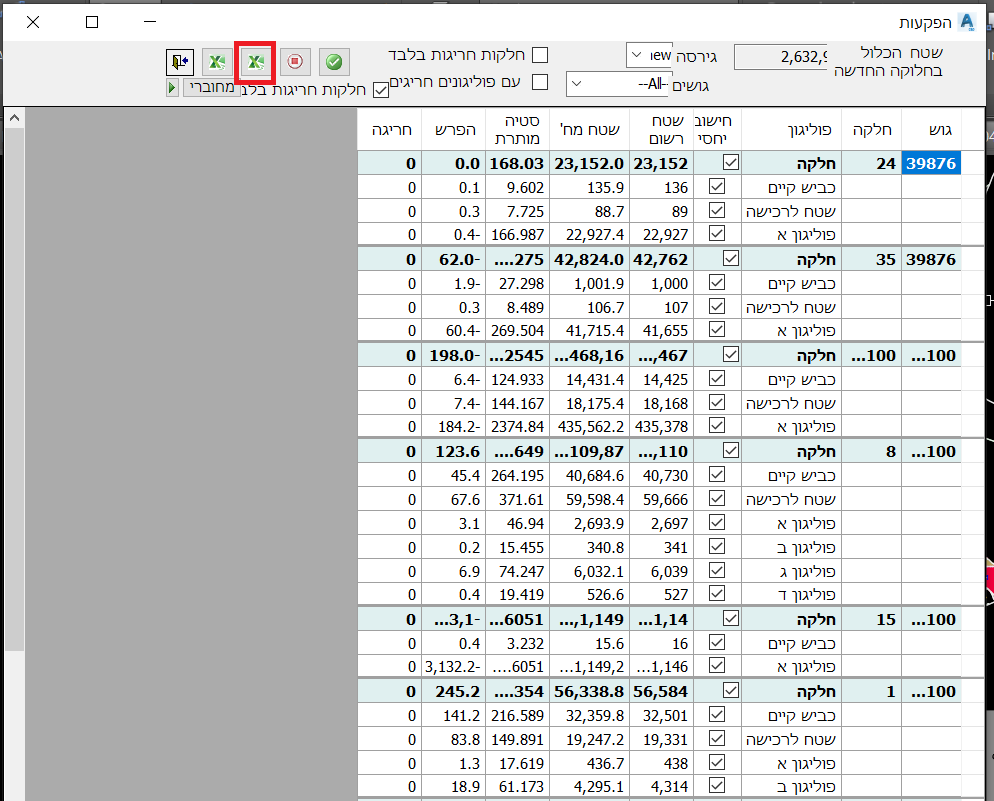 הפקעות
שטח הכלול
בחלוקה החדשה 2,632,9 גירסה new חלקות חריגות בלבד
גושים --All-- עם פוליגונים חריגים חלקות חריגות בלב מחוברי
גוש חלקה פוליגון חישוב יחסי שטח רשום שטח מח' סטיה מותרת הפרש חריגה
39876 24 חלקה 23,152 23,152.0 168.03 0.0 0
כביש קיים 136 135.9 9.602 0.1 0
שטח לרכישה 89 88.7 7.725 0.3 0
פוליגון א 22,927 22,927.4 166.987 0.4- 0
39876 35 חלקה 42,762 42,824.0 275.... 62.0- 0
כביש קיים 1,000 1,001.9 27.298 1.9- 0
שטח לרכישה 107 106.7 8.489 0.3 0
פוליגון א 41,655 41,715.4 269.504 60.4- 0
100... 100... חלקה 467,... 468,16... 2545... 198.0- 0
כביש קיים 14,425 14,431.4 124.933 6.4- 0
שטח לרכישה 18,168 18,175.4 144.167 7.4- 0
פוליגון א 435,378 435,562.2 2374.84 184.2- 0
100... 8 חלקה 110,... 109,87... 649.... 123.6 0
כביש קיים 40,730 40,684.6 264.195 45.4 0
שטח לרכישה 59,666 59,598.4 371.61 67.6 0
פוליגון א 2,697 2,693.9 46.94 3.1 0
פוליגון ב 341 340.8 15.455 0.2 0
פוליגון ג 6,039 6,032.1 74.247 6.9 0
פוליגון ד 527 526.6 19.419 0.4 0
100... 15 חלקה 1,14... 1,149,... 6051... 3,1-... 0
כביש קיים 16 15.6 3.232 0.4 0
פוליגון א 1,146... 1,149,2... 6051.... 3,132.2- 0
100... 1 חלקה 56,584 56,338.8 354.... 245.2 0
כביש קיים 32,501 32,359.8 216.589 141.2 0
שטח לרכישה 19,331 19,247.2 149.891 83.8 0
פוליגון א 438 436.7 17.619 1.3 0
פוליגון ב 4,314 4,295.1 61.173 18.9 0